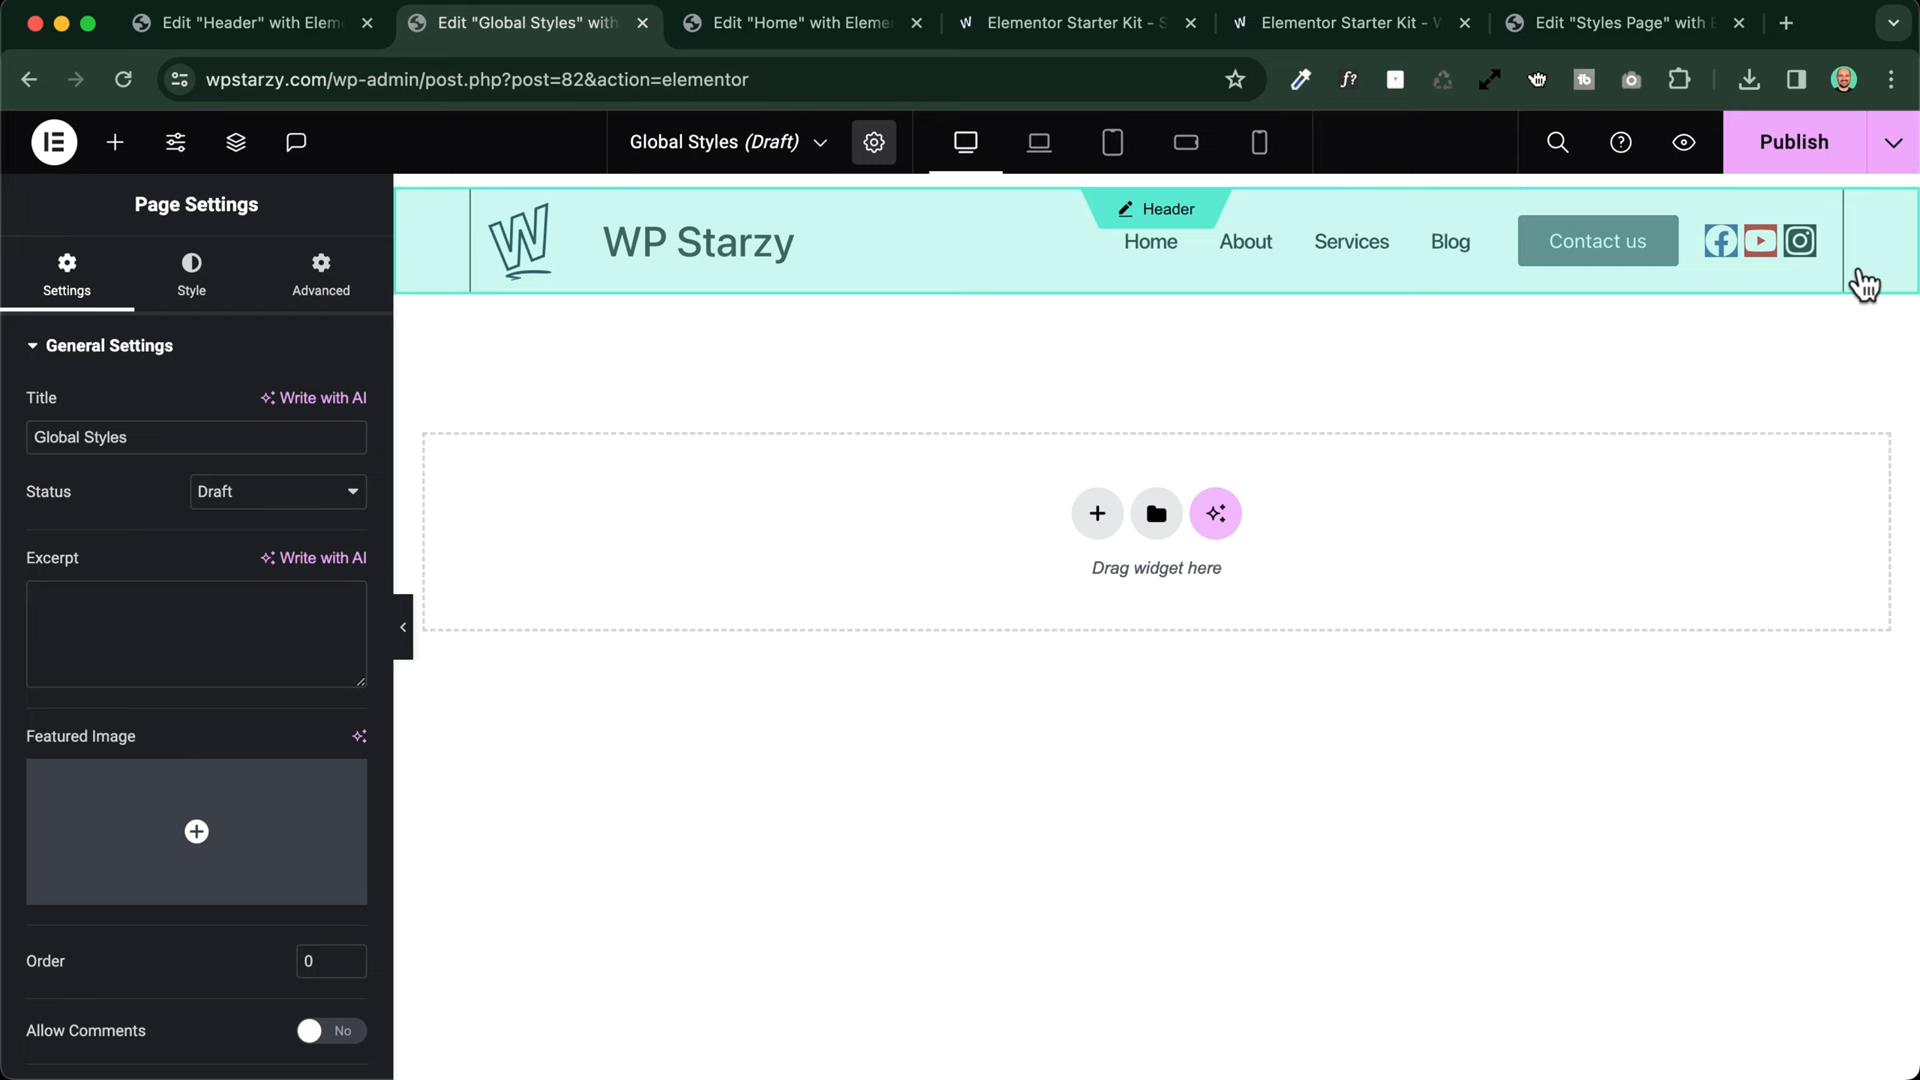 Edit "Header" with Elem
Edit "Global Styles" with
Edit "Home" with Eleme
Elementor Starter Kit - S
Elementor Starter Kit - W
Edit "Styles Page" with E
wpstarzy.com/wp-admin/post.php?post=82&action=elementor
Global Styles (Draft)
Publish
Page Settings
Settings
Style
Advanced
General Settings
Title
Write with AI
Global Styles
Status
Draft
Excerpt
Write with AI
Featured Image
Order
0
Allow Comments
No
Header
W
WP Starzy
Home
About
Services
Blog
Contact us
Drag widget here